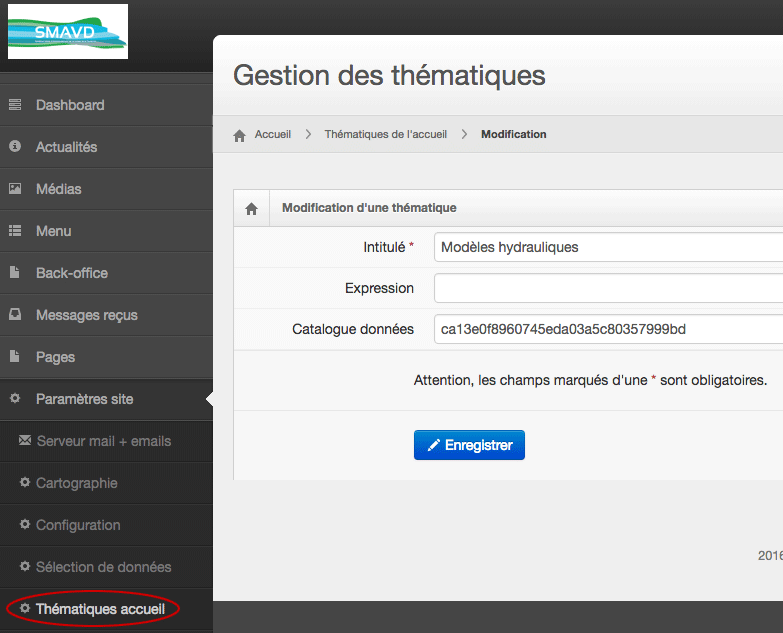 SMAVD
Gestion des thématiques
Dashboard
Actualités
Médias
Menu
Back-office
Messages reçus
Pages
Paramètres site
Serveur mail + emails
Cartographie
Configuration
Sélection de données
Thématiques accueil
Accueil > Thématiques de l'accueil > Modification
Modification d'une thématique
Intitulé * Modèles hydrauliques
Expression
Catalogue données ca13e0f8960745eda03a5c80357999bd
Attention, les champs marqués d'une * sont obligatoires.
Enregistrer
2016